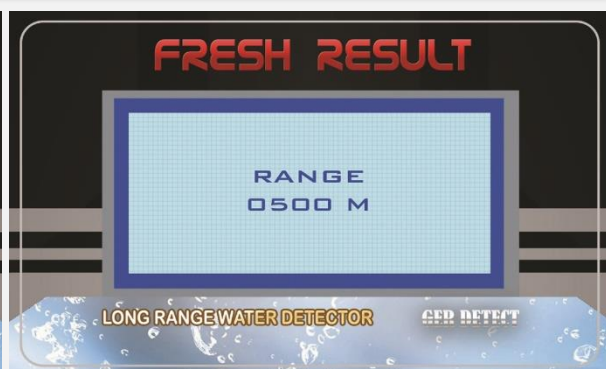 FRESH RESULT
RANGE
0500 M
LONG RANGE WATER DETECTOR
GER DETECT